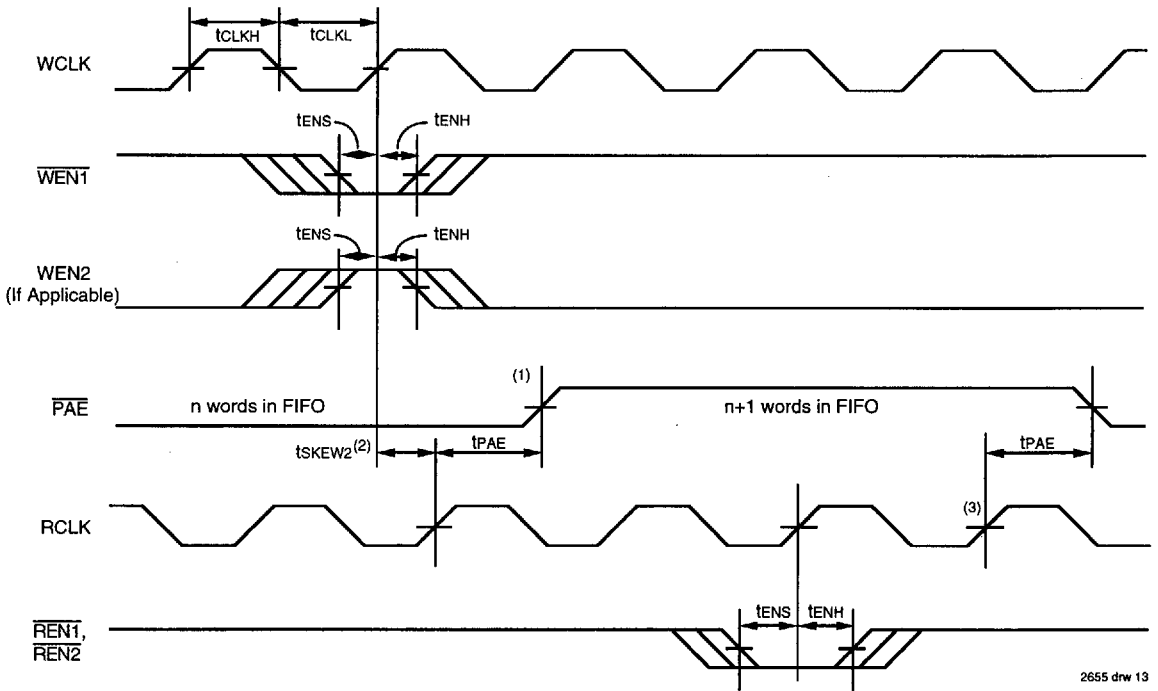 tCLKH tCLKL
WCLK
tENS tENH
WEN1
tENS tENH
WEN2
(If Applicable)
(1)
PAE n words in FIFO n+1 words in FIFO
tSKEW2(2) tPAE tPAE
RCLK (3)
tENS tENH
REN1,
REN2
2655 drw 13